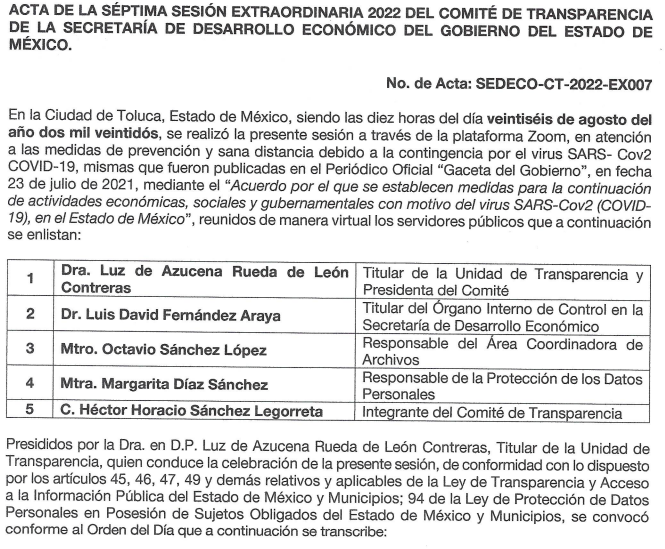 ACTA DE LA SÉPTIMA SESIÓN EXTRAORDINARIA 2022 DEL COMITÉ DE TRANSPARENCIA
DE LA SECRETARÍA DE DESARROLLO ECONÓMICO DEL GOBIERNO DEL ESTADO DE
MÉXICO.
No. de Acta: SEDECO-CT-2022-EX007
En la Ciudad de Toluca, Estado de México, siendo las diez horas del día veintiséis de agosto del
año dos mil veintidós, se realizó la presente sesión a través de la plataforma Zoom, en atención
a las medidas de prevención y sana distancia debido a la contingencia por el virus SARS- Cov2
COVID-19, mismas que fueron publicadas en el Periódico Oficial “Gaceta del Gobierno”, en fecha
23 de julio de 2021, mediante el “Acuerdo por el que se establecen medidas para la continuación
de actividades económicas, sociales y gubernamentales con motivo del virus SARS-Cov2 (COVID-
19), en el Estado de México”, reunidos de manera virtual los servidores públicos que a continuación
se enlistan:
1 Dra. Luz de Azucena Rueda de León Titular de la Unidad de Transparencia y
Contreras Presidenta del Comité
2 Dr. Luis David Fernández Araya Titular del Órgano Interno de Control en la
Secretaría de Desarrollo Económico
3 Mtro. Octavio Sánchez López Responsable del Área Coordinadora de
Archivos
4 Mtra. Margarita Díaz Sánchez Responsable de la Protección de los Datos
Personales
5 C. Héctor Horacio Sánchez Legorreta Integrante del Comité de Transparencia
Presididos por la Dra. en D.P. Luz de Azucena Rueda de León Contreras, Titular de la Unidad de
Transparencia, quien conduce la celebración de la presente sesión, de conformidad con lo dispuesto
por los artículos 45, 46, 47, 49 y demás relativos y aplicables de la Ley de Transparencia y Acceso
a la Información Pública del Estado de México y Municipios; 94 de la Ley de Protección de Datos
Personales en Posesión de Sujetos Obligados del Estado de México y Municipios, se convocó
conforme al Orden del Día que a continuación se transcribe: